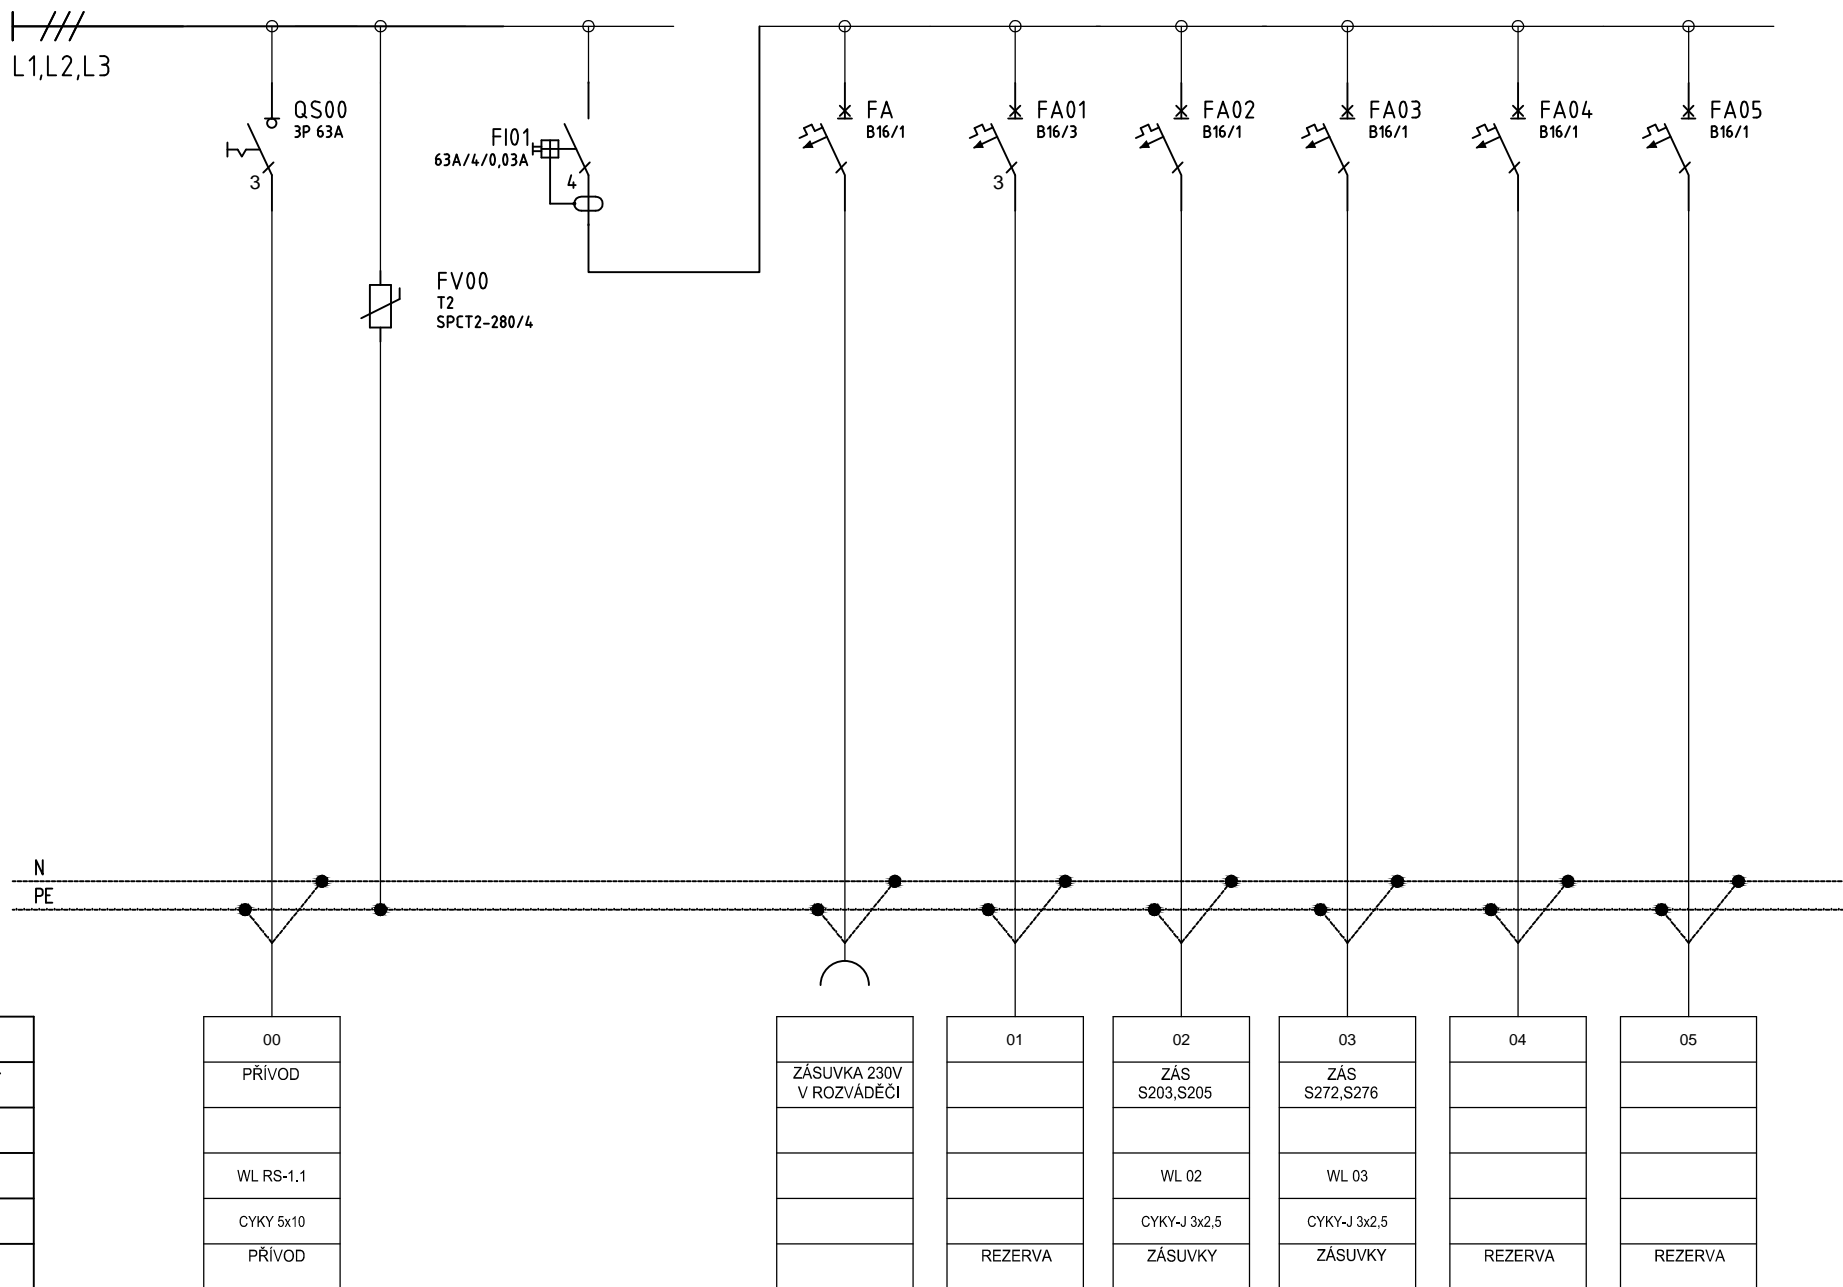 L1,L2,L3
QS00
3P 63A
3
FI01
63A/4/0,03A
4
FV00
T2
SPCT2-280/4
FA
B16/1
FA01
B16/3
3
FA02
B16/1
FA03
B16/1
FA04
B16/1
FA05
B16/1
N
PE
00
PŘÍVOD
WL RS-1.1
CYKY 5x10
PŘÍVOD
ZÁSUVKA 230V
V ROZVÁDĚČI
01
REZERVA
02
ZÁS
S203,S205
WL 02
CYKY-J 3x2,5
ZÁSUVKY
03
ZÁS
S272,S276
WL 03
CYKY-J 3x2,5
ZÁSUVKY
04
REZERVA
05
REZERVA